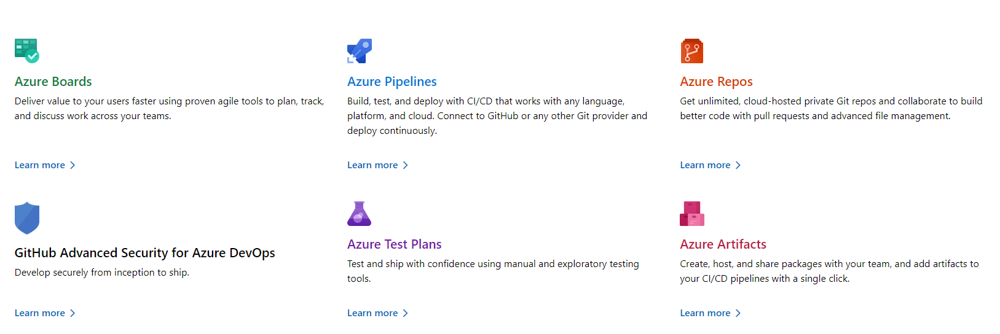 Azure Boards
Deliver value to your users faster using proven agile tools to plan, track,
and discuss work across your teams.
Learn more
Azure Pipelines
Build, test, and deploy with CI/CD that works with any language,
platform, and cloud. Connect to GitHub or any other Git provider and
deploy continuously.
Learn more
Azure Repos
Get unlimited, cloud-hosted private Git repos and collaborate to build
better code with pull requests and advanced file management.
Learn more
GitHub Advanced Security for Azure DevOps
Develop securely from inception to ship.
Learn more
Azure Test Plans
Test and ship with confidence using manual and exploratory testing
tools.
Learn more
Azure Artifacts
Create, host, and share packages with your team, and add artifacts to
your CI/CD pipelines with a single click.
Learn more